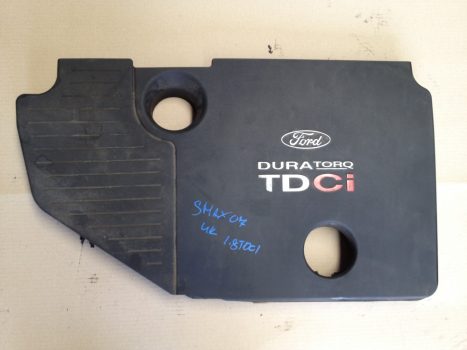 Ford
DURATORQ
TDCi
SMAX 07
UK 1.8TDCI